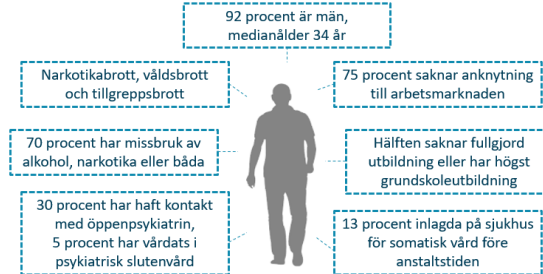 92 procent är män,
medianålder 34 år
Narkotikabrott, våldsbrott
och tillgreppsbrott
75 procent saknar anknytning
till arbetsmarknaden
70 procent har missbruk av
alkohol, narkotika eller båda
Hälften saknar fullgjord
utbildning eller har högst
grundskoleutbildning
30 procent har haft kontakt
med öppenpsykiatrin,
5 procent har vårdats i
psykiatrisk slutenvård
13 procent inlagda på sjukhus
för somatisk vård före
anstaltstiden